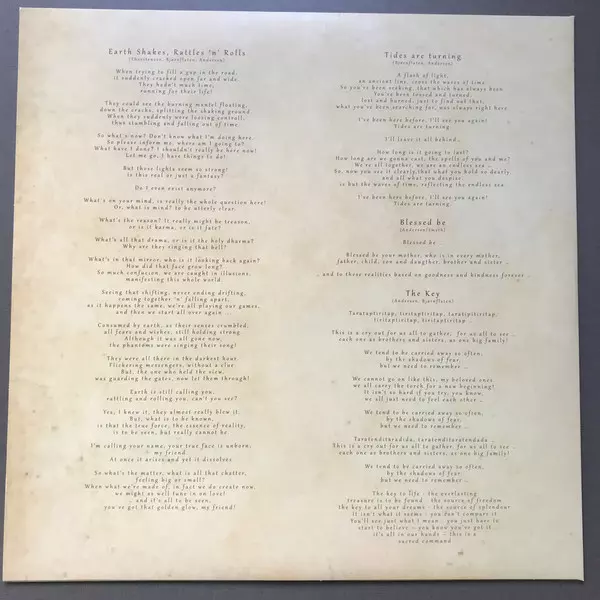 Earth Shakes, Rattles 'n' Rolls
When trying to fill a gap in the road,
it suddenly cracked open far and wide.
They hadn't much time,
running for their life!
They could see the burning mental floating,
down the cracks, splitting the shaking ground
When they suddenly were loosing controll,
thus stambling and falling out of time.
So what's new? Don't know what I'm doing here.
So please inform me, where am I going to?
What have I done? I shouldn't really be here now!
Let me go, I have things to do!
But these lights seem so strong!
is this real or just a fantasy?
Do I even exist anymore?
What's on your mind, is really the whole question here!
Or, what is mind? to be utterly clear.
What's the reason? It really might be treason,
or is it karma, or is it fate?
What's all that drama, or is it the holy dharma?
Why are they ringing that bell?
What's in that mirror, who is it looking back again?
How did that face grow long?
So much confusion, we are caught in illusions,
manifesting this whole world.
Seeing that shifting, never ending drifting,
coming together 'n' falling apart,
as it happens the same, we're all playing our games,
and then we start all over again ...
Consumed by earth, as their senses crumbled,
all fears and wishes, still holding strong
Although it was all gone now,
the phantoms were singing their song!
They were all there in the darkest hour
Flickering messengers, without a clue
But, the one who held the view,
was guarding the gates, now let them through!
Earth is still calling you,
rattling and rolling you, can't you see?
Yes, I knew it, they almost really blew it.
But, what is to be known,
is that the true force, the essence of reality,
is to be seen, but really cannot be
I'm calling your name, your true face is unborn,
my friend
At once it arises and yet it dissolves
So what's the matter, what is all that chatter,
feeling big or small?
When what we're made of, in fact we do create now,
we might as well tune in on love!
and it's all to be seen,
you've got that golden glow, my friend!
Tides are turning
(Bjørnfloten, Andersen)
A flash of light,
an ancient line, cross the waves of time
So you've been seaking, that which has always been.
You've been tossed and turned,
lost and burned, just to find out that,
what you've been searching for, was always right here
I've been here before, I'll see you again!
Tides are turning.
I'll leave it all behind..
How long is it going to last?
How long are we gonna cast, the spells of you and me?
We're all together, we are an endless sea ..
So, now you see it clearly, that what you hold so dearly
and all what you despise,
is but the waves of time, reflecting the endless sea
I've been here before, I'll see you again!
Tides are turning.
Blessed be
Blessed be
Blessed be your mother, who is in every mother,
father, child, son and daugther, brother and sister ..
.. and to these realities based on goodness and kindness forever ..
The Key
(Andersen, Bjørnfloten)
Tarataptiritap, tiritaptiritap, taratiptiritap,
tiritaptiritap, tiritaptiritap
This is a cry out for us all to gather, for us all to see ..
each one as brothers and sisters, as one big family!
We tend to be carried away so often,
by the shadows of fear,
but we need to remember ..
We cannot go on like this, my beloved ones
we all carry the torch for a new beginning!
It isn't so hard if you try, you know,
we all just need to feel each other ..
We tend to be carried away so often,
by the shadows of fear,
but we need to remember ..
Taratenditaradida, taratenditaratendada ..
This is a cry out for us all to gather, for us all to see ..
each one as brothers and sisters, as one big family!
We tend to be carried away so often,
by the shadows of fear
but we need to remember ..
The key to life - the everlasting
treasure is to be found - the source of freedom
the key to all your dreams - the source of splendour
It isn't what it seems - you don't compare it
You'll see just what I mean - you just have to
start to believe - you know you've got it ..
it's all in our hands - this is a
sacred command